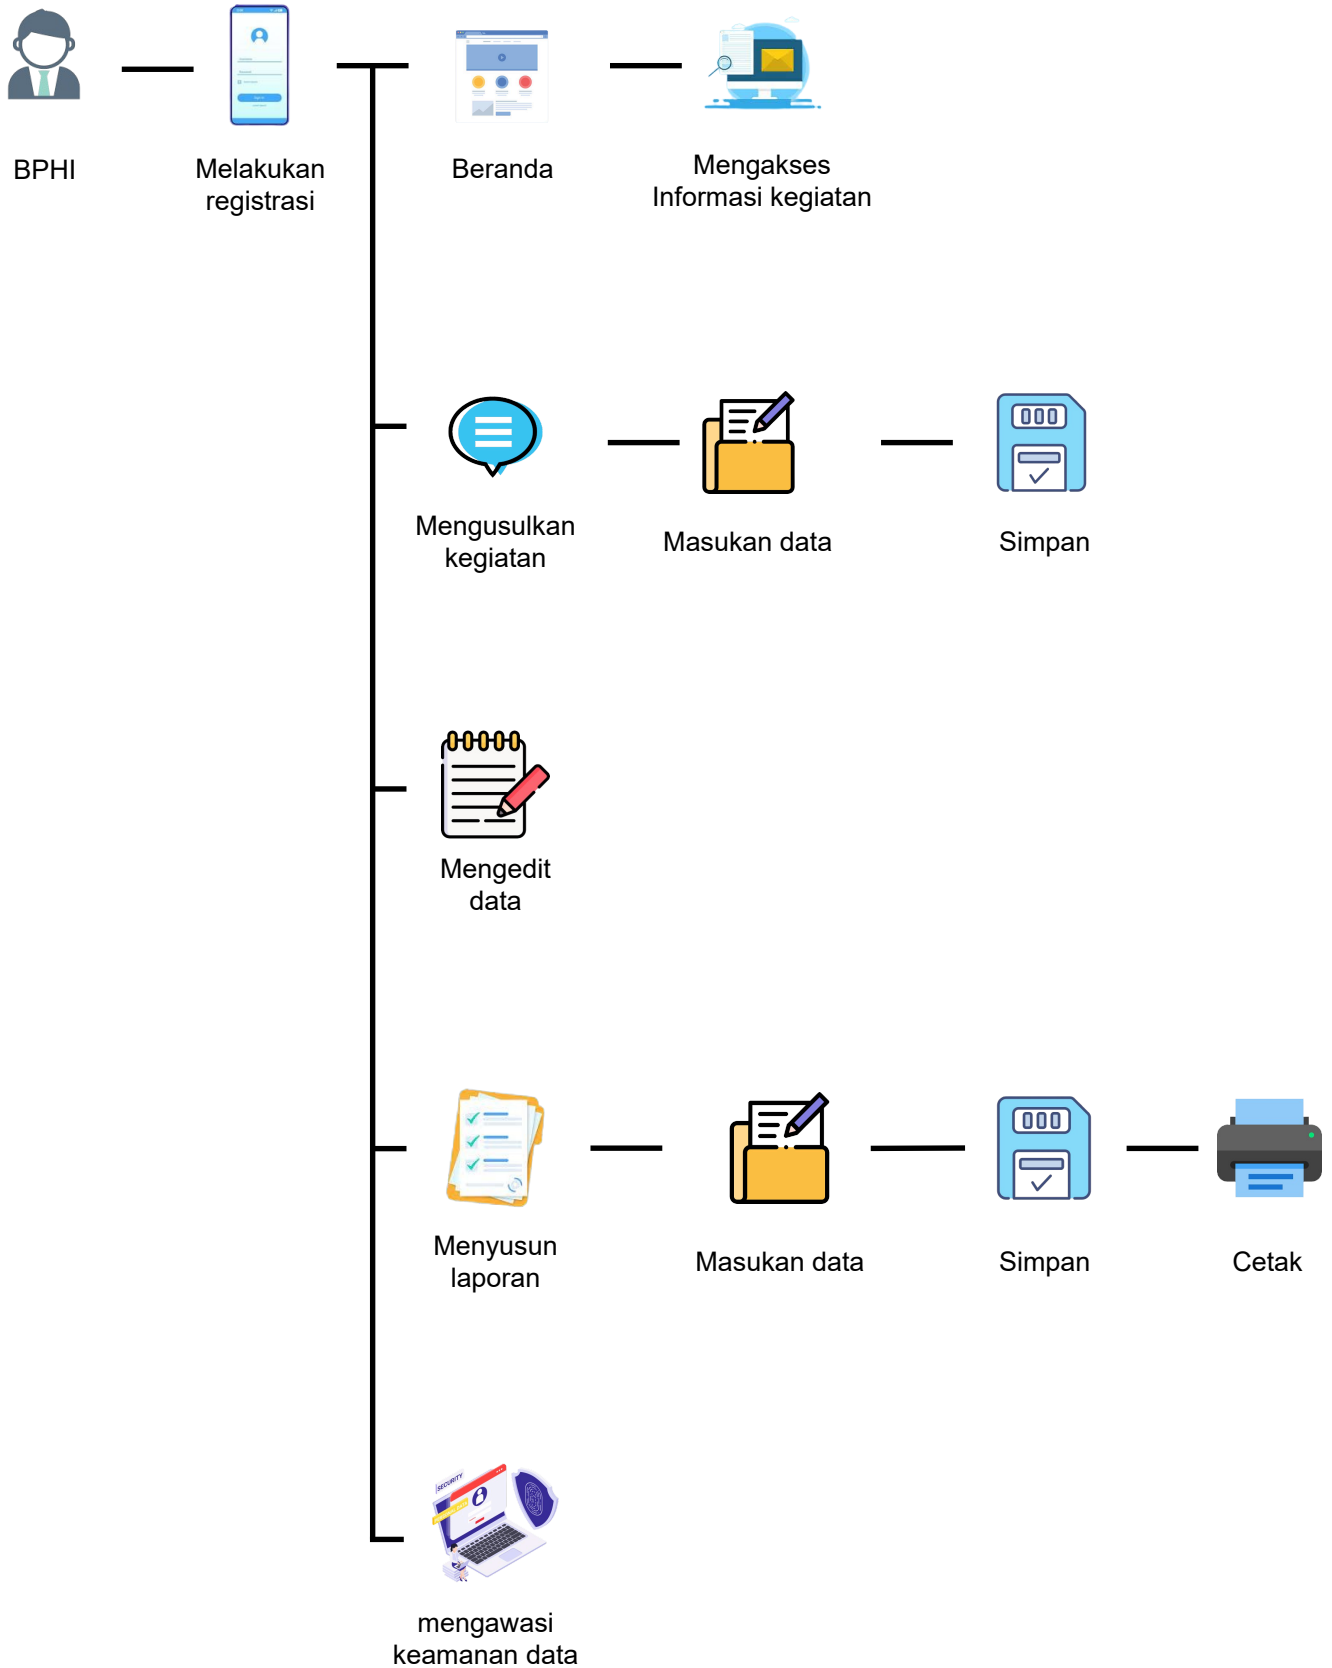 BPHI
Melakukan
registrasi
Beranda
Mengakses
Informasi kegiatan
Mengusulkan
kegiatan
Masukan data
Simpan
Mengedit
data
Menyusun
laporan
Masukan data
Simpan
Cetak
SECURITY
mengawasi
keamanan data